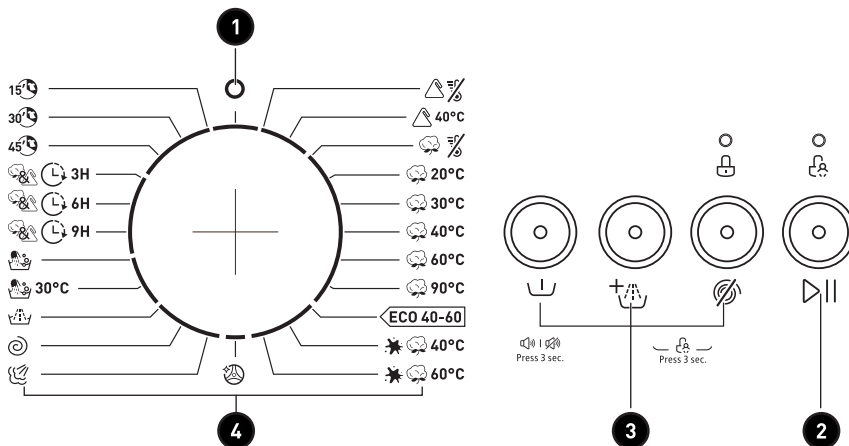 1
15'
30'
45'
& 3H
& 6H
& 9H
30°C
40°C
20°C
30°C
40°C
60°C
90°C
ECO 40-60
40°C
60°C
4
Press 3 sec.
Press 3 sec.
3
2